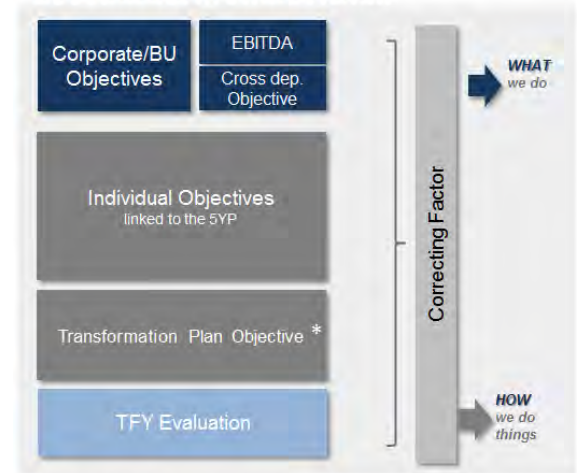 Corporate/BU
Objectives
EBITDA
Cross dep.
Objective
Individual Objectives
linked to the 5YP
Transformation Plan Objective *
TFY Evaluation
Correcting Factor
WHAT
we do
HOW
we do
things